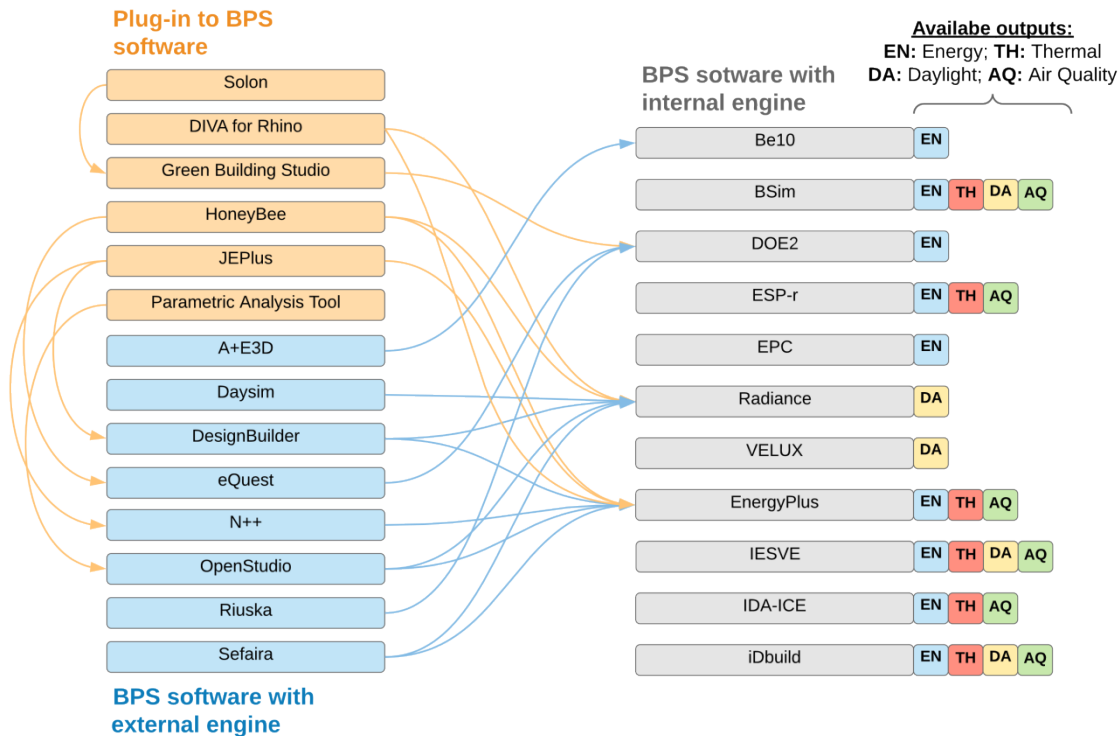 Plug-in to BPS
software
Solon
DIVA for Rhino
Green Building Studio
HoneyBee
JEPlus
Parametric Analysis Tool
A+E3D
Daysim
DesignBuilder
eQuest
N++
OpenStudio
Riuska
Sefaira
BPS software with
external engine
BPS sotware with
internal engine
Availabe outputs:
EN: Energy; TH: Thermal
DA: Daylight; AQ: Air Quality
Be10 EN
BSim EN TH DA AQ
DOE2 EN
ESP-r EN TH AQ
EPC EN
Radiance DA
VELUX DA
EnergyPlus EN TH AQ
IESVE EN TH DA AQ
IDA-ICE EN TH AQ
iDbuild EN TH DA AQ